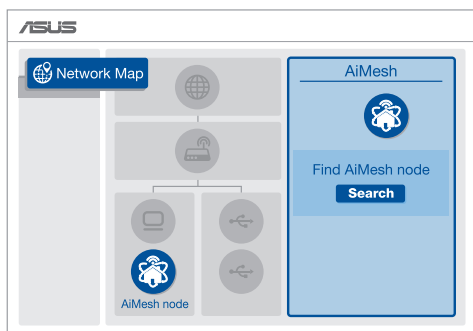 ASUS
Network Map
AiMesh
Find AiMesh node
Search
AiMesh node